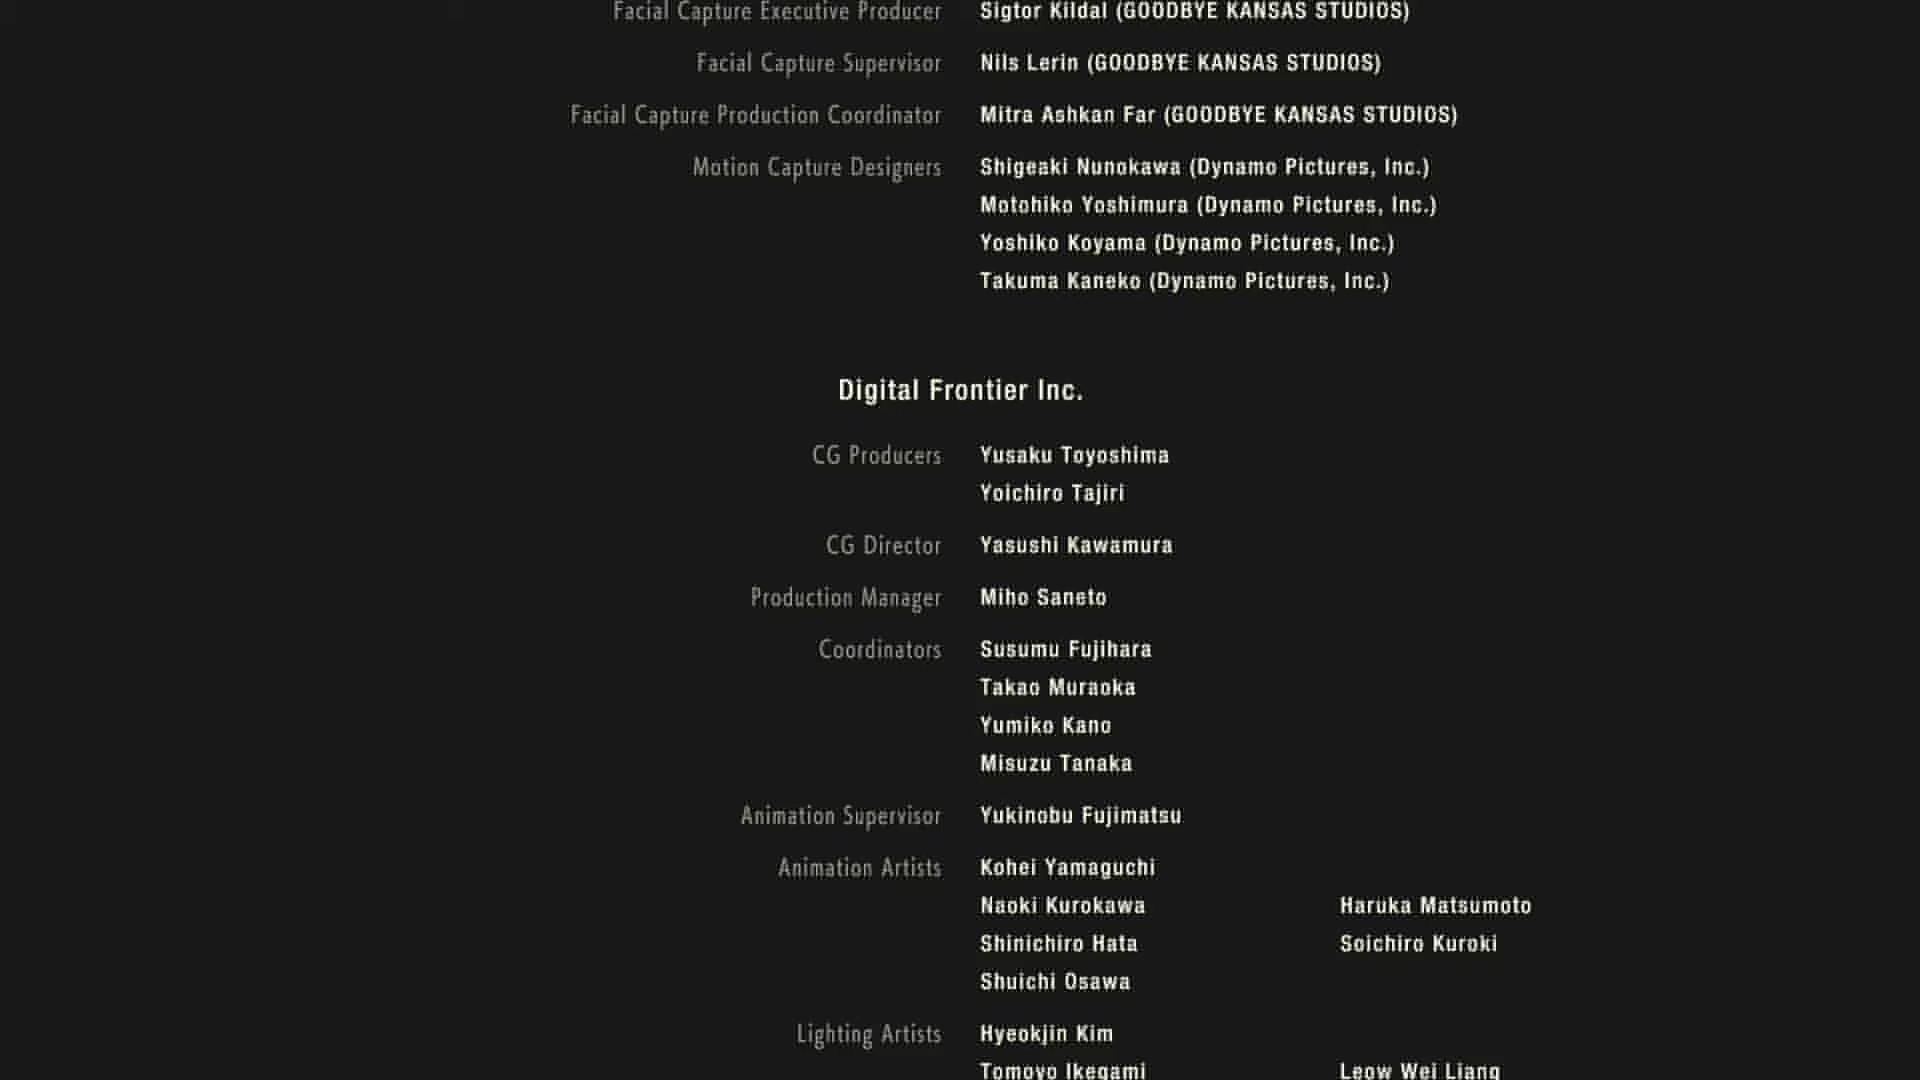 Facial Capture Executive Producer Sigtor Kildal (GOODBYE KANSAS STUDIOS)
Facial Capture Supervisor Nils Lerin (GOODBYE KANSAS STUDIOS)
Facial Capture Production Coordinator Mitra Ashkan Far (GOODBYE KANSAS STUDIOS)
Motion Capture Designers Shigeaki Nunokawa (Dynamo Pictures, Inc.)
Motohiko Yoshimura (Dynamo Pictures, Inc.)
Yoshiko Koyama (Dynamo Pictures, Inc.)
Takuma Kaneko (Dynamo Pictures, Inc.)
Digital Frontier Inc.
CG Producers Yusaku Toyoshima
Yoichiro Tajiri
CG Director Yasushi Kawamura
Production Manager Miho Saneto
Coordinators Susumu Fujihara
Takao Muraoka
Yumiko Kano
Misuzu Tanaka
Animation Supervisor Yukinobu Fujimatsu
Animation Artists Kohei Yamaguchi
Naoki Kurokawa Haruka Matsumoto
Shinichiro Hata Soichiro Kuroki
Shuichi Osawa
Lighting Artists Hyeokjin Kim
Tomoyo Ikegami Leow Wei Liang